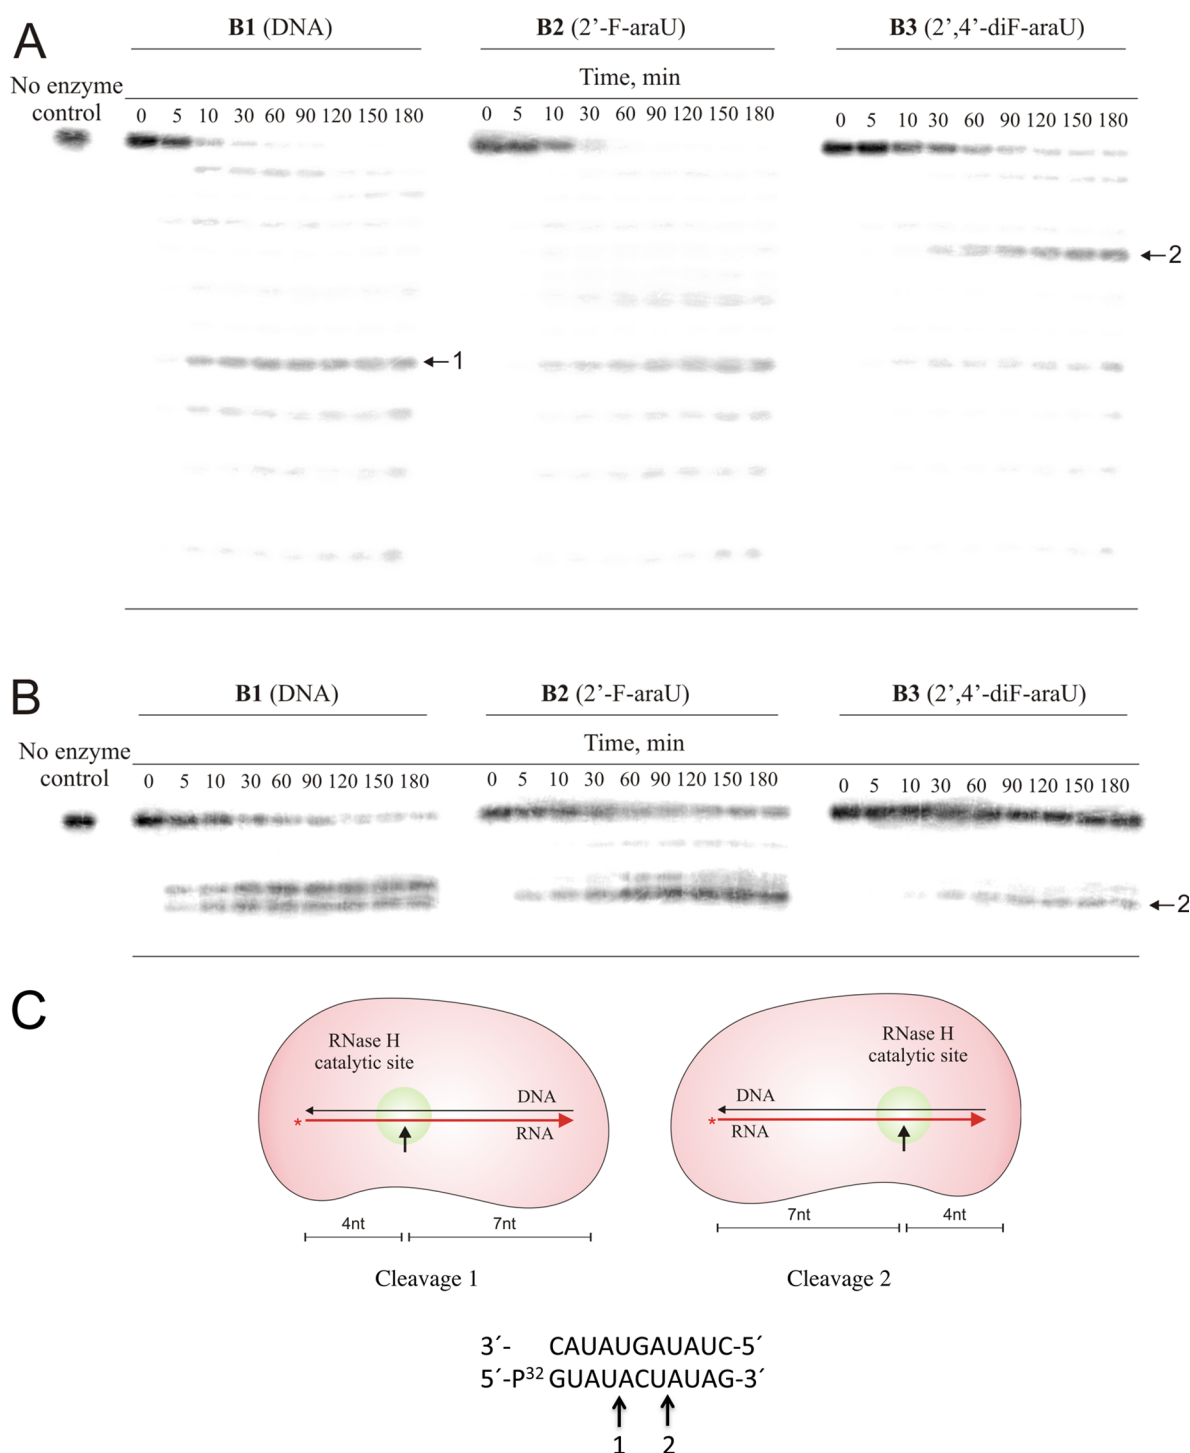 A
B1 (DNA) B2 (2’-F-araU) B3 (2’,4’-diF-araU)
No enzyme control
Time, min
0 5 10 30 60 90 120 150 180 0 5 10 30 60 90 120 150 180 0 5 10 30 60 90 120 150 180
2
1
B
B1 (DNA) B2 (2’-F-araU) B3 (2’,4’-diF-araU)
No enzyme control
Time, min
0 5 10 30 60 90 120 150 180 0 5 10 30 60 90 120 150 180 0 5 10 30 60 90 120 150 180
2
C
RNase H
catalytic site
DNA
*
RNA
4nt 7nt
Cleavage 1
RNase H
catalytic site
DNA
*
RNA
7nt 4nt
Cleavage 2
3´- CAUAUGAUAUC-5´
5´-P32 GUAUACUAUAG-3´
1 2